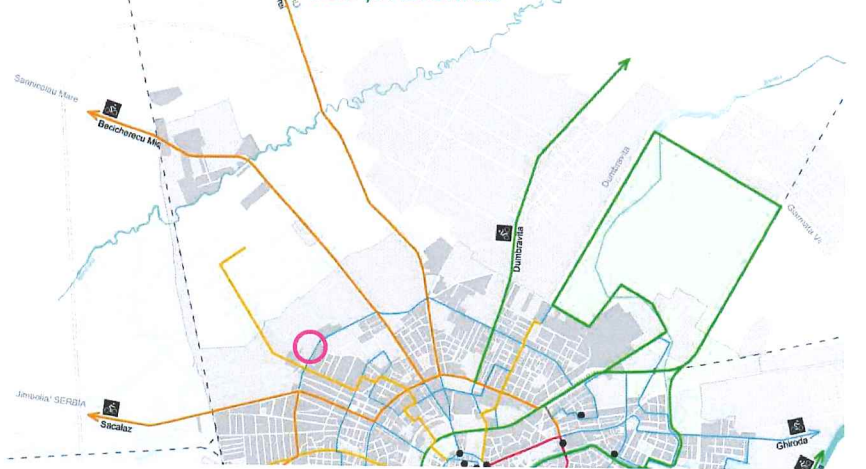 Sannicolau Mare
Becicherecu Mic
Dumbravita
Dumbravita
Giarmata Vii
Jimbolia/ SERBIA
Sacalaz
Ghiroda